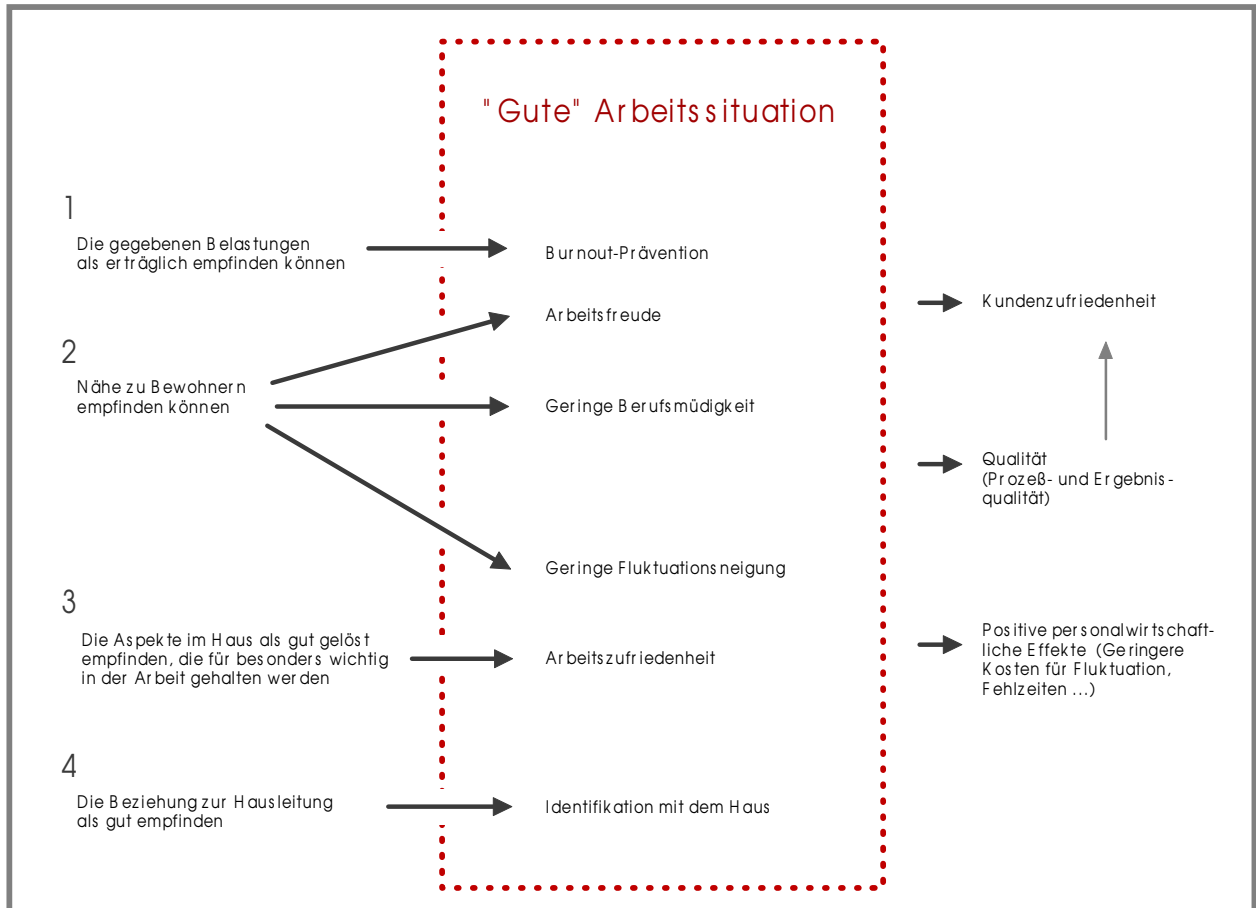 "Gute" Arbeitssituation
1
Die gegebenen Belastungen
als erträglich empfinden können
2
Nähe zu Bewohnern
empfinden können
3
Die Aspekte im Haus als gut gelöst
empfinden, die für besonders wichtig
in der Arbeit gehalten werden
4
Die Beziehung zur Hausleitung
als gut empfinden
Burnout-Prävention
Arbeitsfreude
Geringe Berufsmüdigkeit
Geringe Fluktuationsneigung
Arbeitszufriedenheit
Identifikation mit dem Haus
Kundenzufriedenheit
Qualität
(Prozeß- und Ergebnis-
qualität)
Positive personalwirtschaft-
liche Effekte (Geringere
Kosten für Fluktuation,
Fehlzeiten ...)